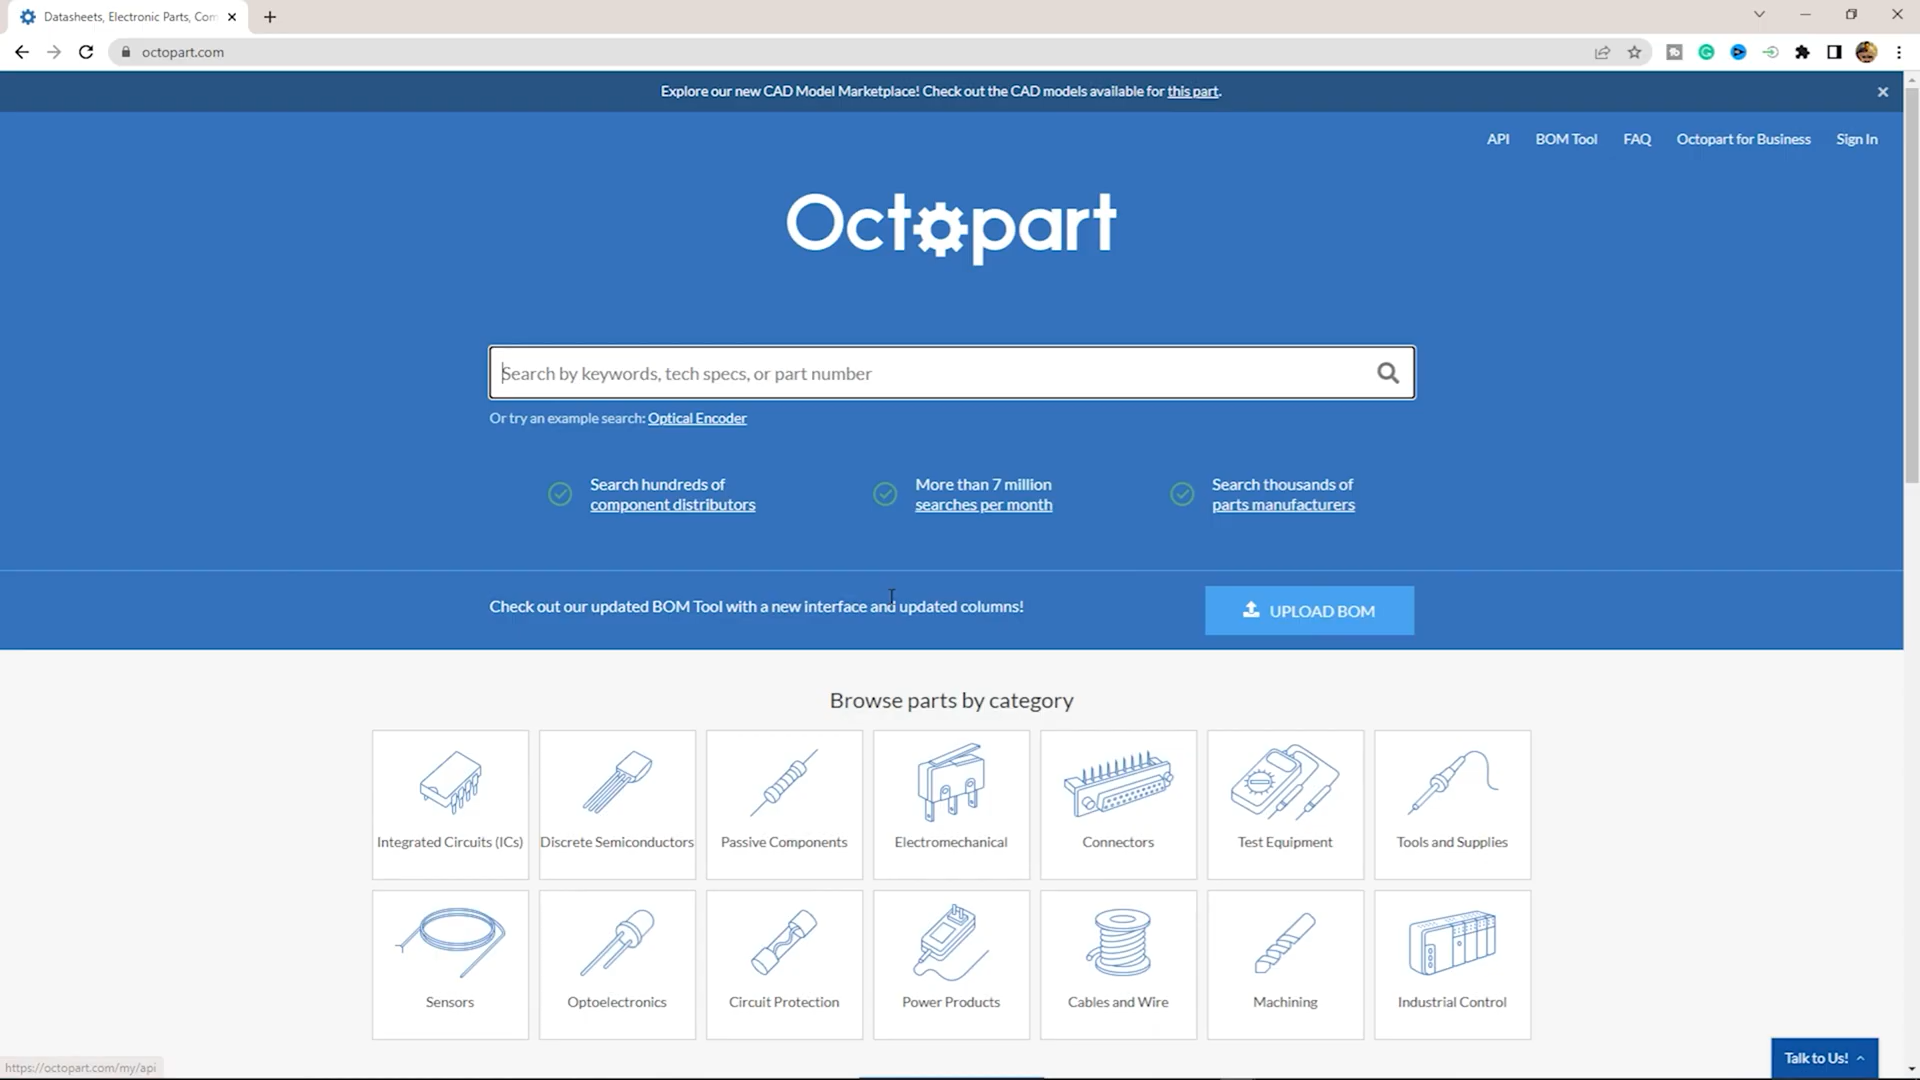 Datasheets, Electronic Parts, Com
octopart.com
Explore our new CAD Model Marketplace! Check out the CAD models available for this part.
API BOM Tool FAQ Octopart for Business Sign In
Octopart
Search by keywords, tech specs, or part number
Or try an example search: Optical Encoder
Search hundreds of
component distributors
More than 7 million
searches per month
Search thousands of
parts manufacturers
Check out our updated BOM Tool with a new interface and updated columns!
UPLOAD BOM
Browse parts by category
Integrated Circuits (ICs)
Discrete Semiconductors
Passive Components
Electromechanical
Connectors
Test Equipment
Tools and Supplies
Sensors
Optoelectronics
Circuit Protection
Power Products
Cables and Wire
Machining
Industrial Control
Talk to Us!
https://octopart.com/my/api